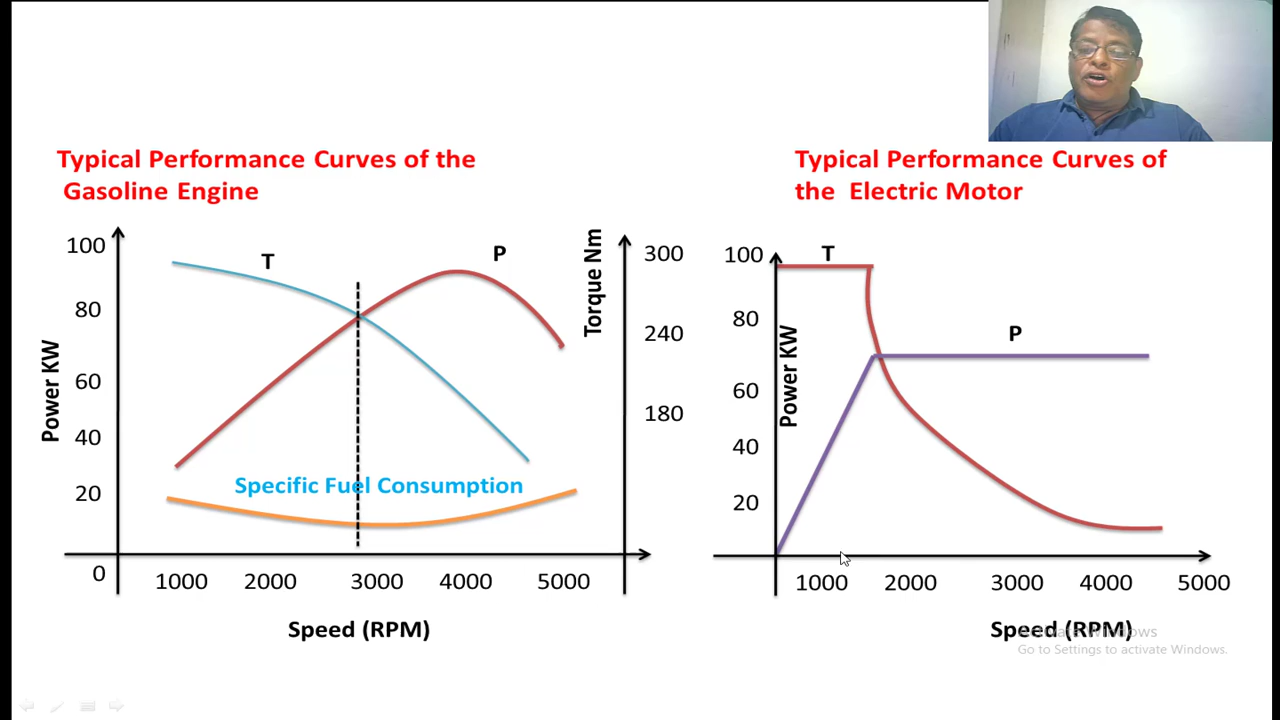 Typical Performance Curves of the
Gasoline Engine
100
80
60
40
20
0
Power KW
T
P
Specific Fuel Consumption
1000 2000 3000 4000 5000
Speed (RPM)
Torque Nm
300
240
180
Typical Performance Curves of
the Electric Motor
100
80
60
40
20
Power KW
T
P
1000 2000 3000 4000 5000
Speed (RPM)
Activate Windows
Go to Settings to activate Windows.